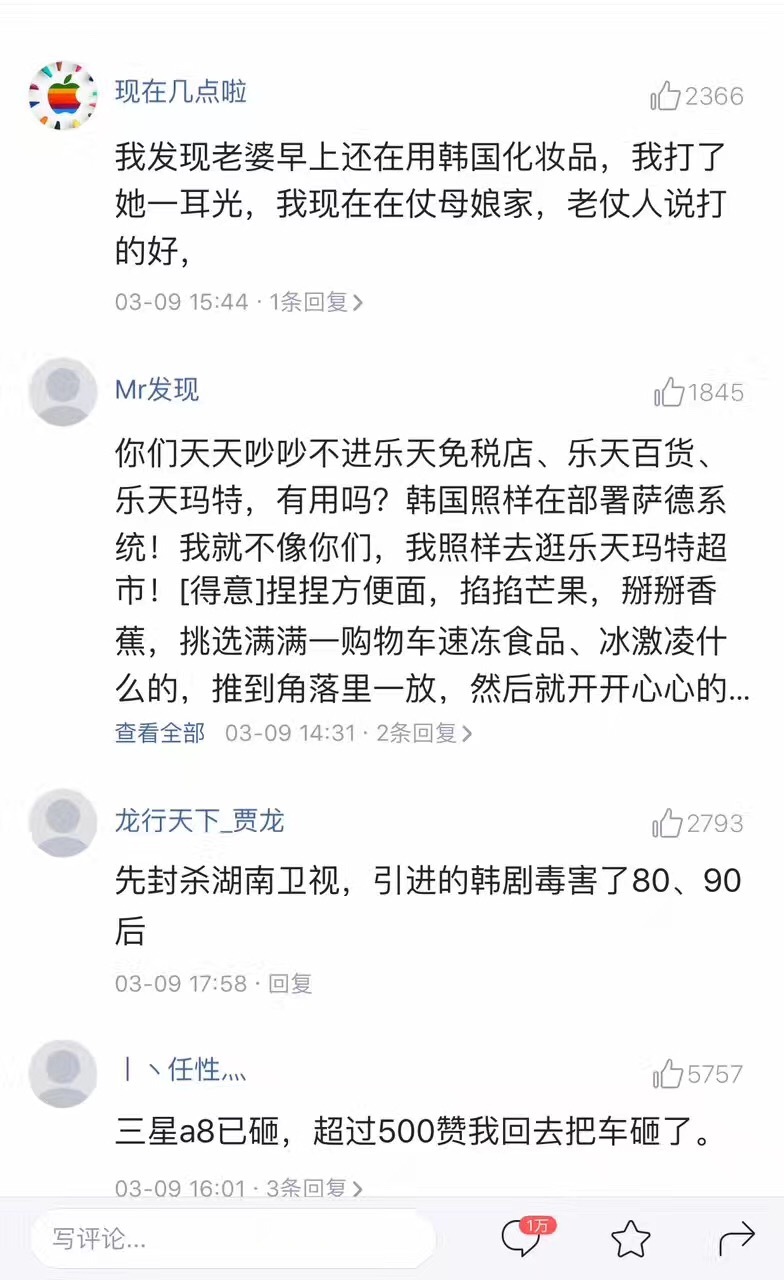 现在几点啦
2366
我发现老婆早上还在用韩国化妆品，我打了
她一耳光，我现在在仗母娘家，老仗人说打
的好，
03-09 15:44 · 1条回复
Mr发现
1845
你们天天吵吵不进乐天免税店、乐天百货、
乐天玛特，有用吗？韩国照样在部署萨德系
统！我就不像你们，我照样去逛乐天玛特超
市！[得意]捏捏方便面，掐掐芒果，掰掰香
蕉，挑选满满一购物车速冻食品、冰激凌什
么的，推到角落里一放，然后就开开心心的...
查看全部 03-09 14:31 · 2条回复
龙行天下_贾龙
2793
先封杀湖南卫视，引进的韩剧毒害了80、90
后
03-09 17:58 · 回复
丨丶任性灬
5757
三星a8已砸，超过500赞我回去把车砸了。
03-09 16:01 · 3条回复
写评论...
1万